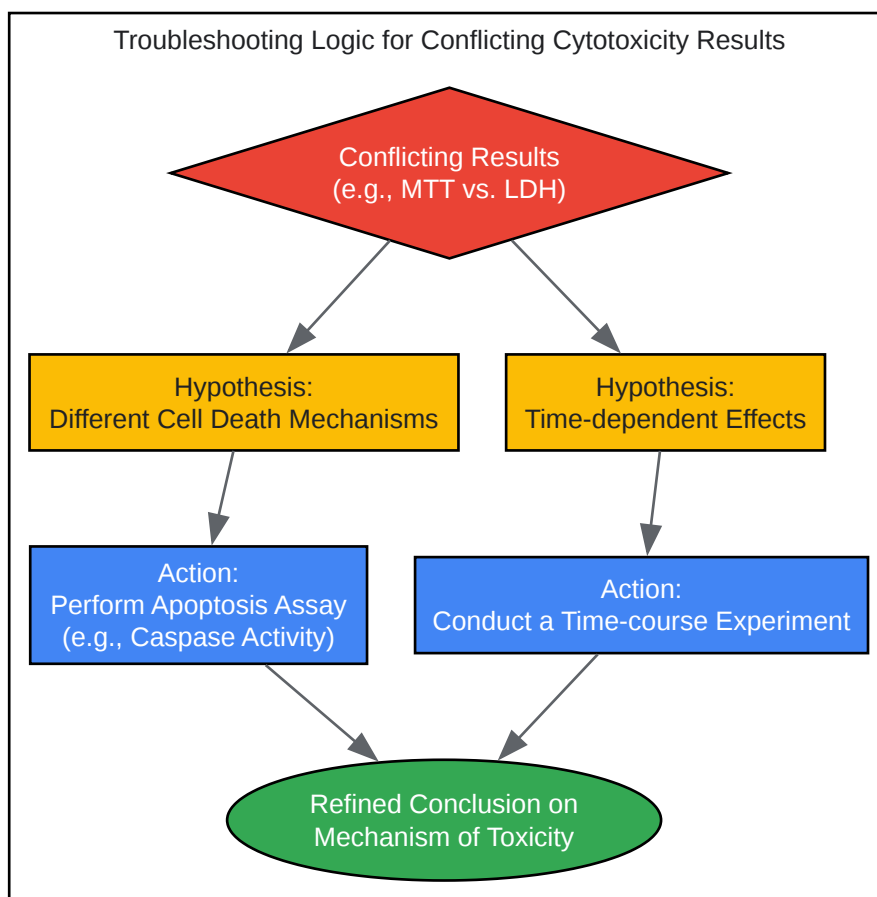 Troubleshooting Logic for Conflicting Cytotoxicity Results
Conflicting Results
(e.g., MTT vs. LDH)
Hypothesis:
Different Cell Death Mechanisms
Hypothesis:
Time-dependent Effects
Action:
Perform Apoptosis Assay
(e.g., Caspase Activity)
Action:
Conduct a Time-course Experiment
Refined Conclusion on
Mechanism of Toxicity